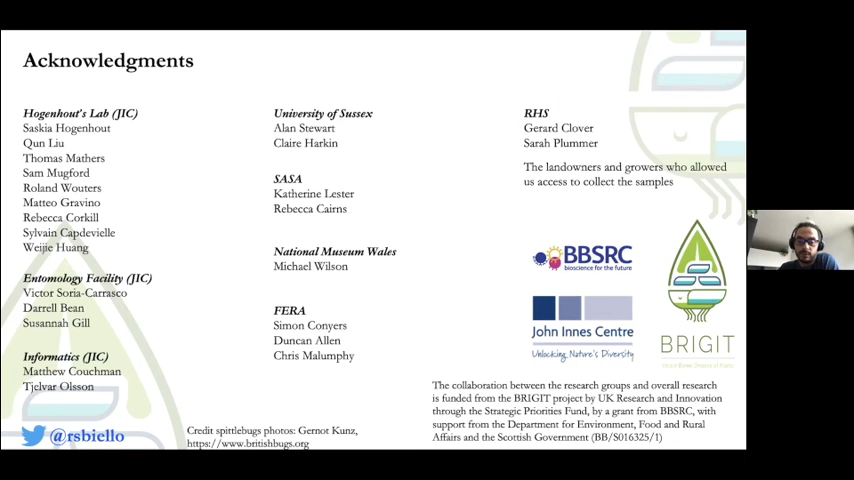 Acknowledgments
Hogenhout's Lab (JIC)
Saskia Hogenhout
Qun Liu
Thomas Mathers
Sam Mugford
Roland Wouters
Matteo Gravino
Rebecca Corkill
Sylvain Capdevielle
Weijie Huang
Entomology Facility (JIC)
Victor Soria-Carrasco
Darrell Bean
Susannah Gill
Informatics (JIC)
Matthew Couchman
Tjelvar Olsson
@rsbiello
University of Sussex
Alan Stewart
Claire Harkin
SASA
Katherine Lester
Rebecca Cairns
National Museum Wales
Michael Wilson
FERA
Simon Conyers
Duncan Allen
Chris Malumphy
Credit spittlebugs photos: Gernot Kunz,
https://www.britishbugs.org
RHS
Gerard Clover
Sarah Plummer
The landowners and growers who allowed
us access to collect the samples
BBSRC
bioscience for the future
John Innes Centre
Unlocking Nature's Diversity
BRIGIT
The collaboration between the research groups and overall research
is funded from the BRIGIT project by UK Research and Innovation
through the Strategic Priorities Fund, by a grant from BBSRC, with
support from the Department for Environment, Food and Rural
Affairs and the Scottish Government (BB/S016325/1)